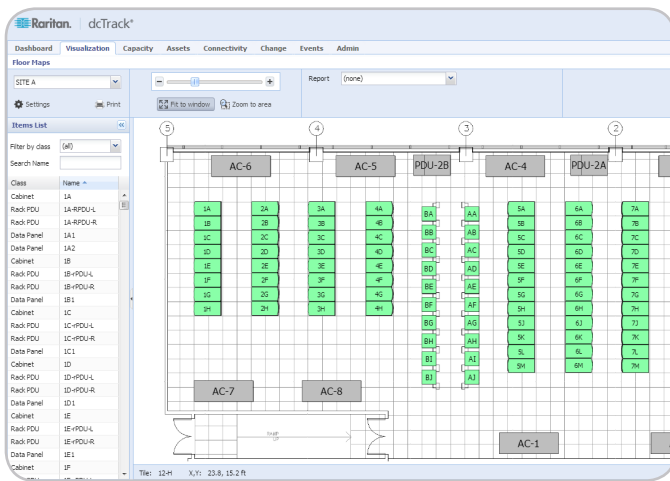 Raritan. dcTrack®
Dashboard Visualization Capacity Assets Connectivity Change Events Admin
Floor Maps
SITE A
Report (none)
Settings Print Fit to window Zoom to area
Items List
Filter by class (all)
Search Name
Class Name
Cabinet 1A
Rack PDU 1A-RPDU-L
Rack PDU 1A-RPDU-R
Data Panel 1A1
Data Panel 1A2
Cabinet 1B
Rack PDU 1B-rPDU-L
Rack PDU 1B-rPDU-R
Data Panel 1B1
Cabinet 1C
Rack PDU 1C-rPDU-L
Rack PDU 1C-rPDU-R
Data Panel 1C1
Cabinet 1D
Rack PDU 1D-rPDU-L
Rack PDU 1D-rPDU-R
Data Panel 1D1
Cabinet 1E
Rack PDU 1E-rPDU-L
Rack PDU 1E-rPDU-R
Data Panel 1E1
Cabinet 1F
5 4 3 2
AC-6 AC-5 PDU-2B AC-4 PDU-2A
1A 2A 3A 4A BA AA 5A 6A 7A
1B 2B 3B 4B BB AB 5B 6B 7B
1C 2C 3C 4C BC AC 5C 6C 7C
1D 2D 3D 4D BD AD 5D 6D 7D
1E 2E 3E 4E BE AE 5E 6E 7E
1F 2F 3F 4F BF AF 5F 6F 7F
1G 2G 3G 4G BG AG 5G 6G 7G
1H 2H 3H 4H BH AH 5H 6H 7H
BI AI 5J 6J 7J
BJ AJ 5K 6K 7K
5L 6L 7L
5M 6M 7M
AC-7 AC-8
AC-1
RAMP
UP
Tile: 12-H X,Y: 23.8, 15.2 ft